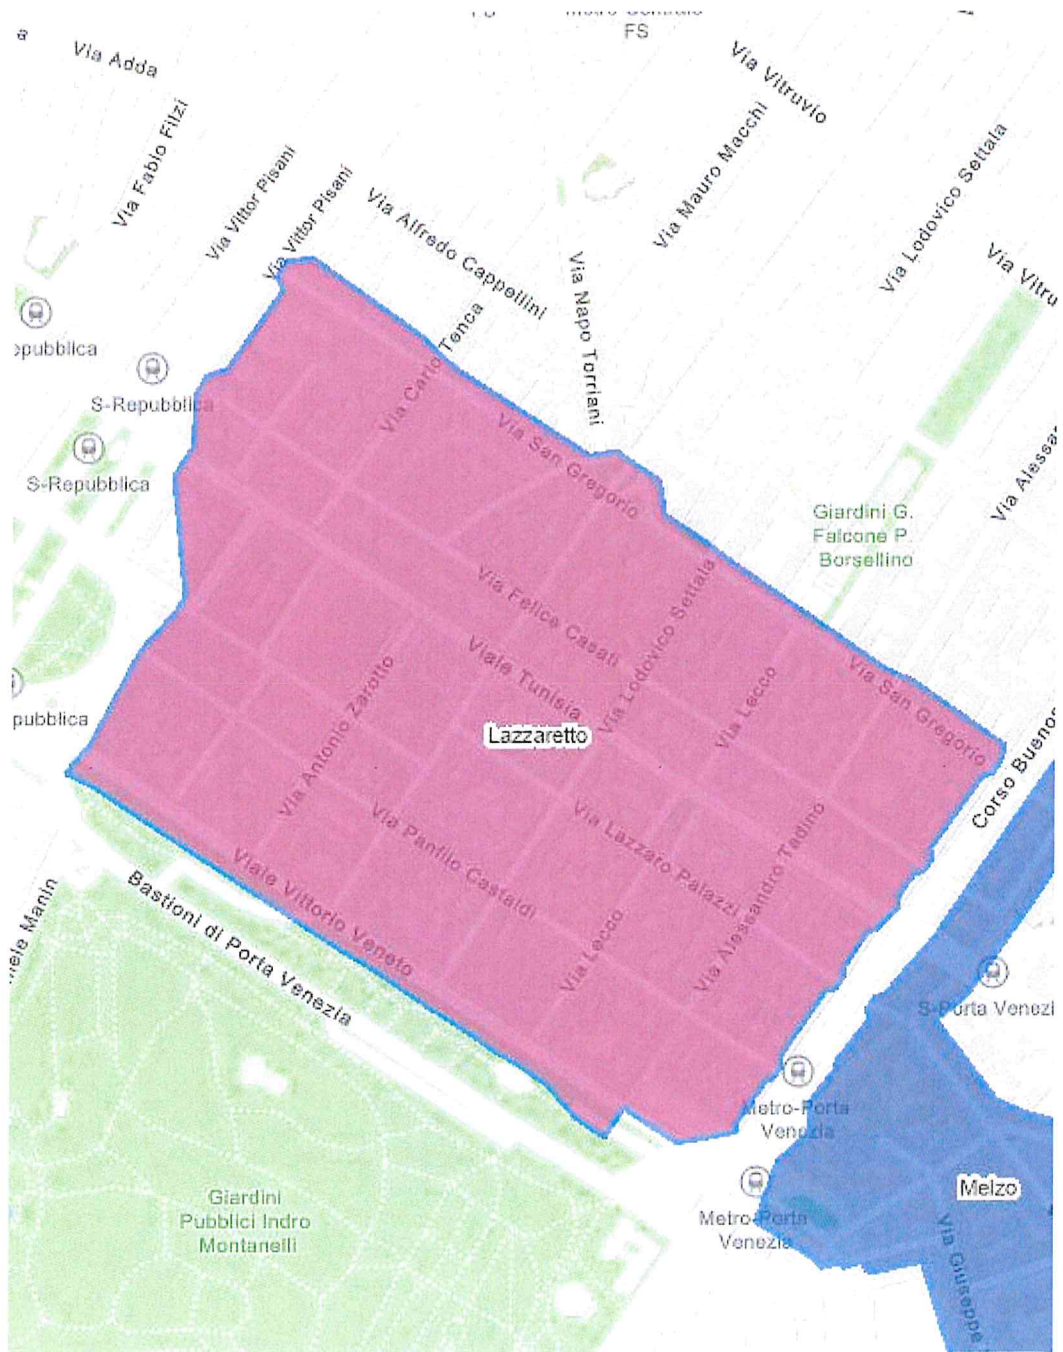 FS
Via Adda
Via Vitruvio
Via Fabio Filzi
Via Mauro Macchi
Via Vittor Pisani
Via Vittor Pisani
Via Lodovico Settala
Via Alfredo Cappellini
Via Napo Torriani
Via Vitru
epubblica
Via Carlo Tenca
S-Repubblica
S-Repubblica
Via San Gregorio
Via Alessa
Giardini G.
Falcone P.
Borsellino
Via Felice Casati
Via Lodovico Settala
Viale Tunisia
Via Antonio Zarotto
Via Lecco
Via San Gregorio
pubblica
Lazzaretto
Corso Buenos
Via Panfilo Castaldi
Via Lazzaro Palazzi
Via Alessandro Tadino
Viale Vittorio Veneto
Bastioni di Porta Venezia
Via Lecco
iele Manin
S-Porta Venezi
Metro-Porta
Venezia
Giardini
Pubblici Indro
Montanelli
Melzo
Metro-Porta
Venezia
Via Giuseppe